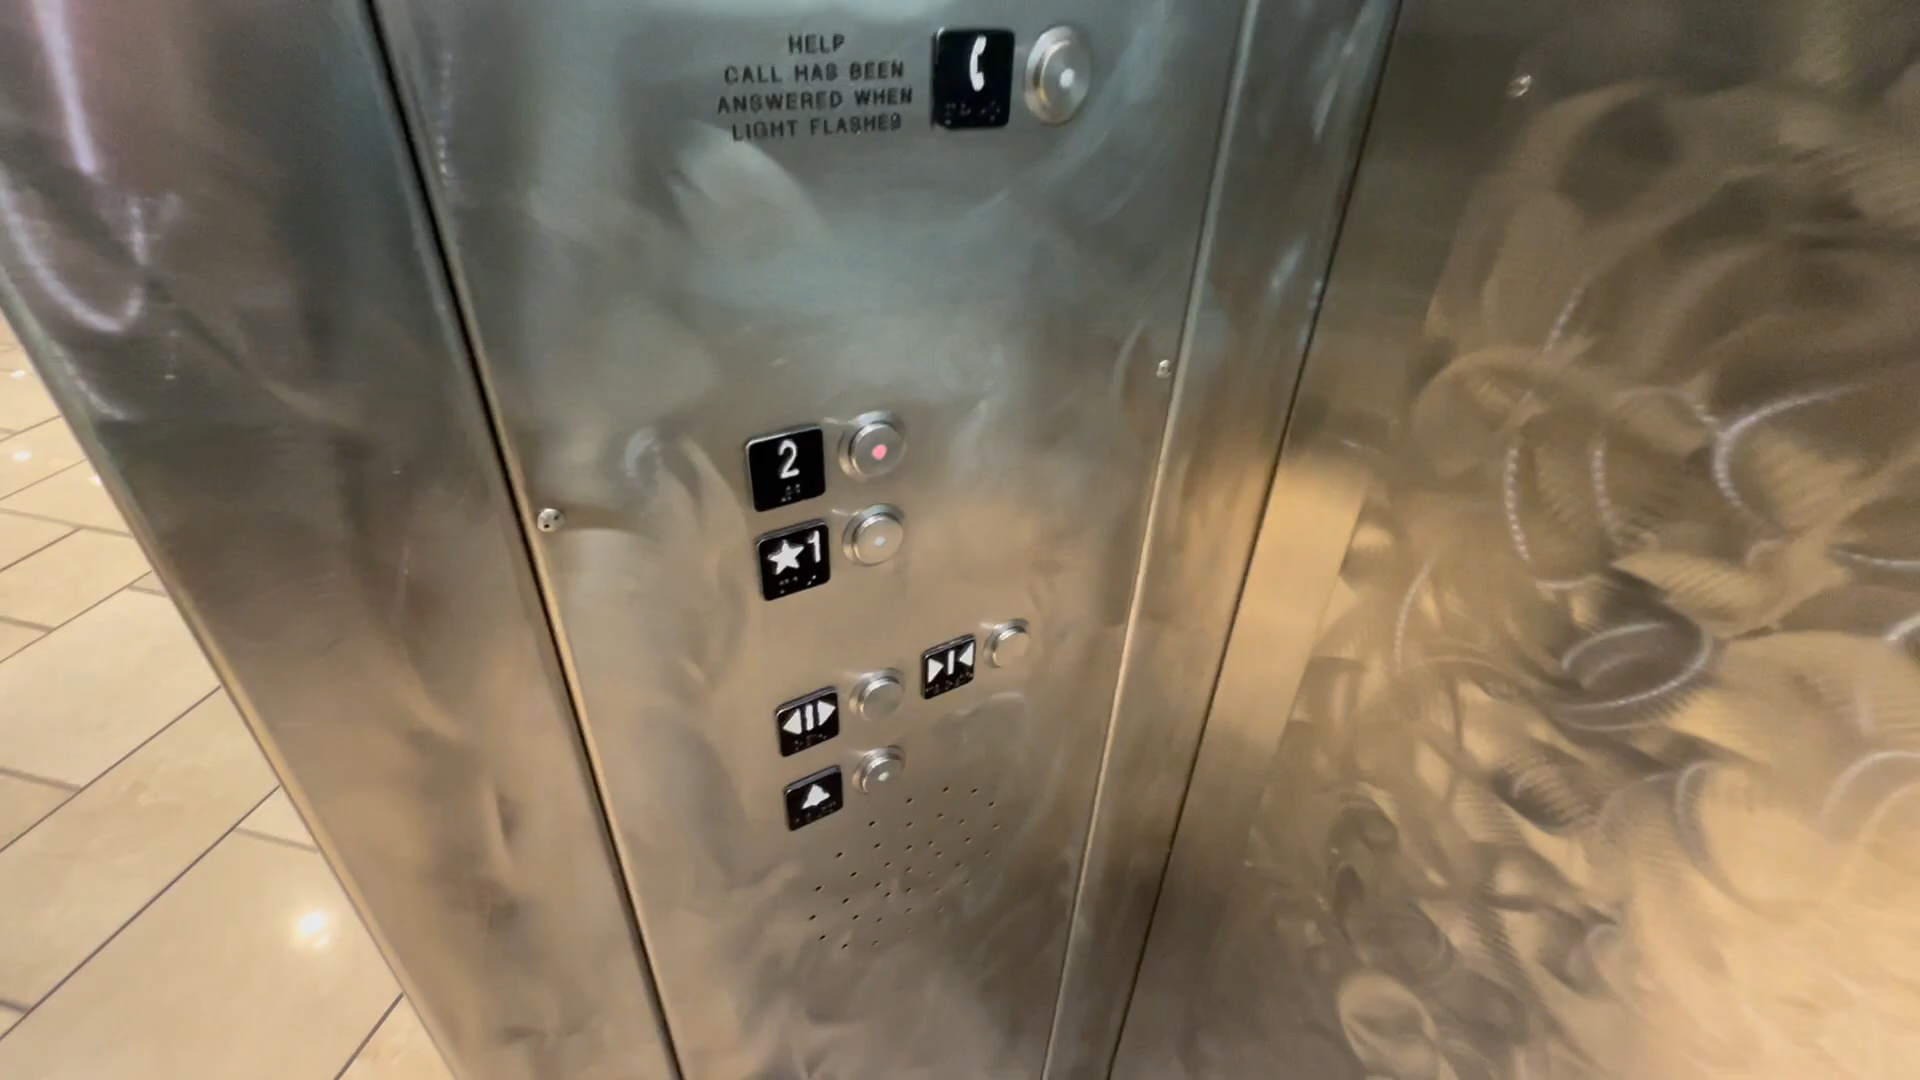 HELP
CALL HAS BEEN
ANSWERED WHEN
LIGHT FLASHES
2
★1